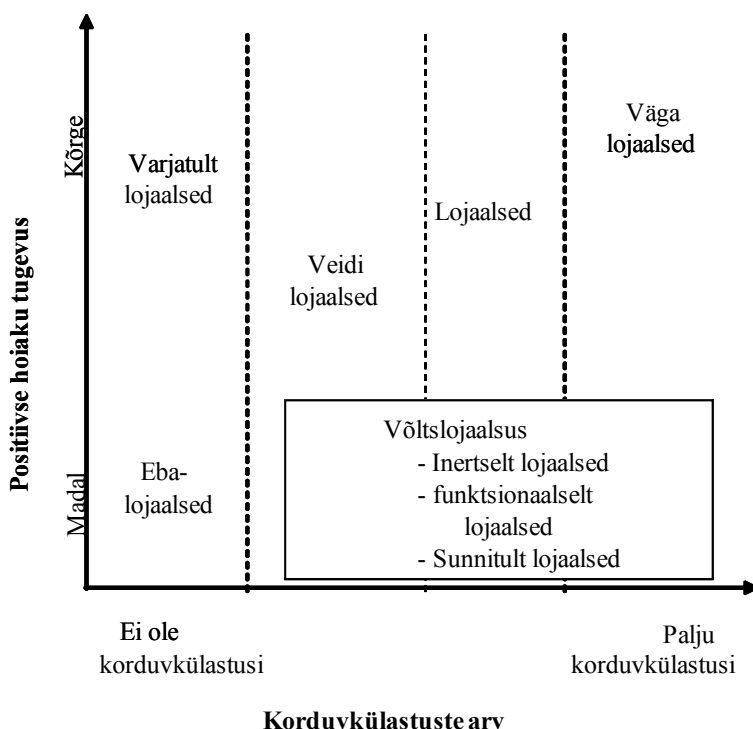 Positiivse hoiaku tugevus
Kõrge
Madal
Varjatult
lojaalsed
Veidi
lojaalsed
Lojaalsed
Väga
lojaalsed
Eba-
lojaalsed
Võltslojaalsus
- Inertselt lojaalsed
- funktsionaalselt
lojaalsed
- Sunnitult lojaalsed
Ei ole
korduvkülastusi
Palju
korduvkülastusi
Korduvkülastuste arv